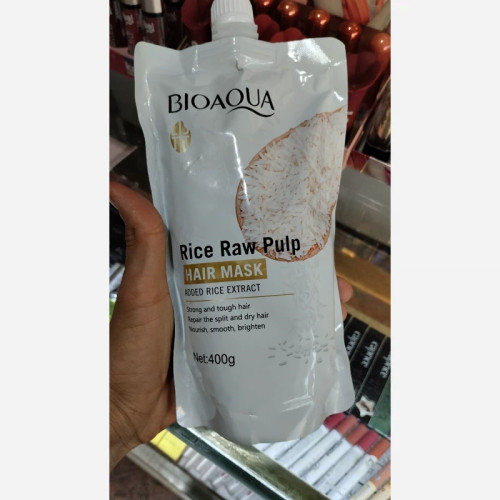 BIOAQUA
Rice Raw Pulp
HAIR MASK
ADDED RICE EXTRACT
Strong and tough hair
Repair the split and dry hair
Nourish, smooth, brighten
Net:400g